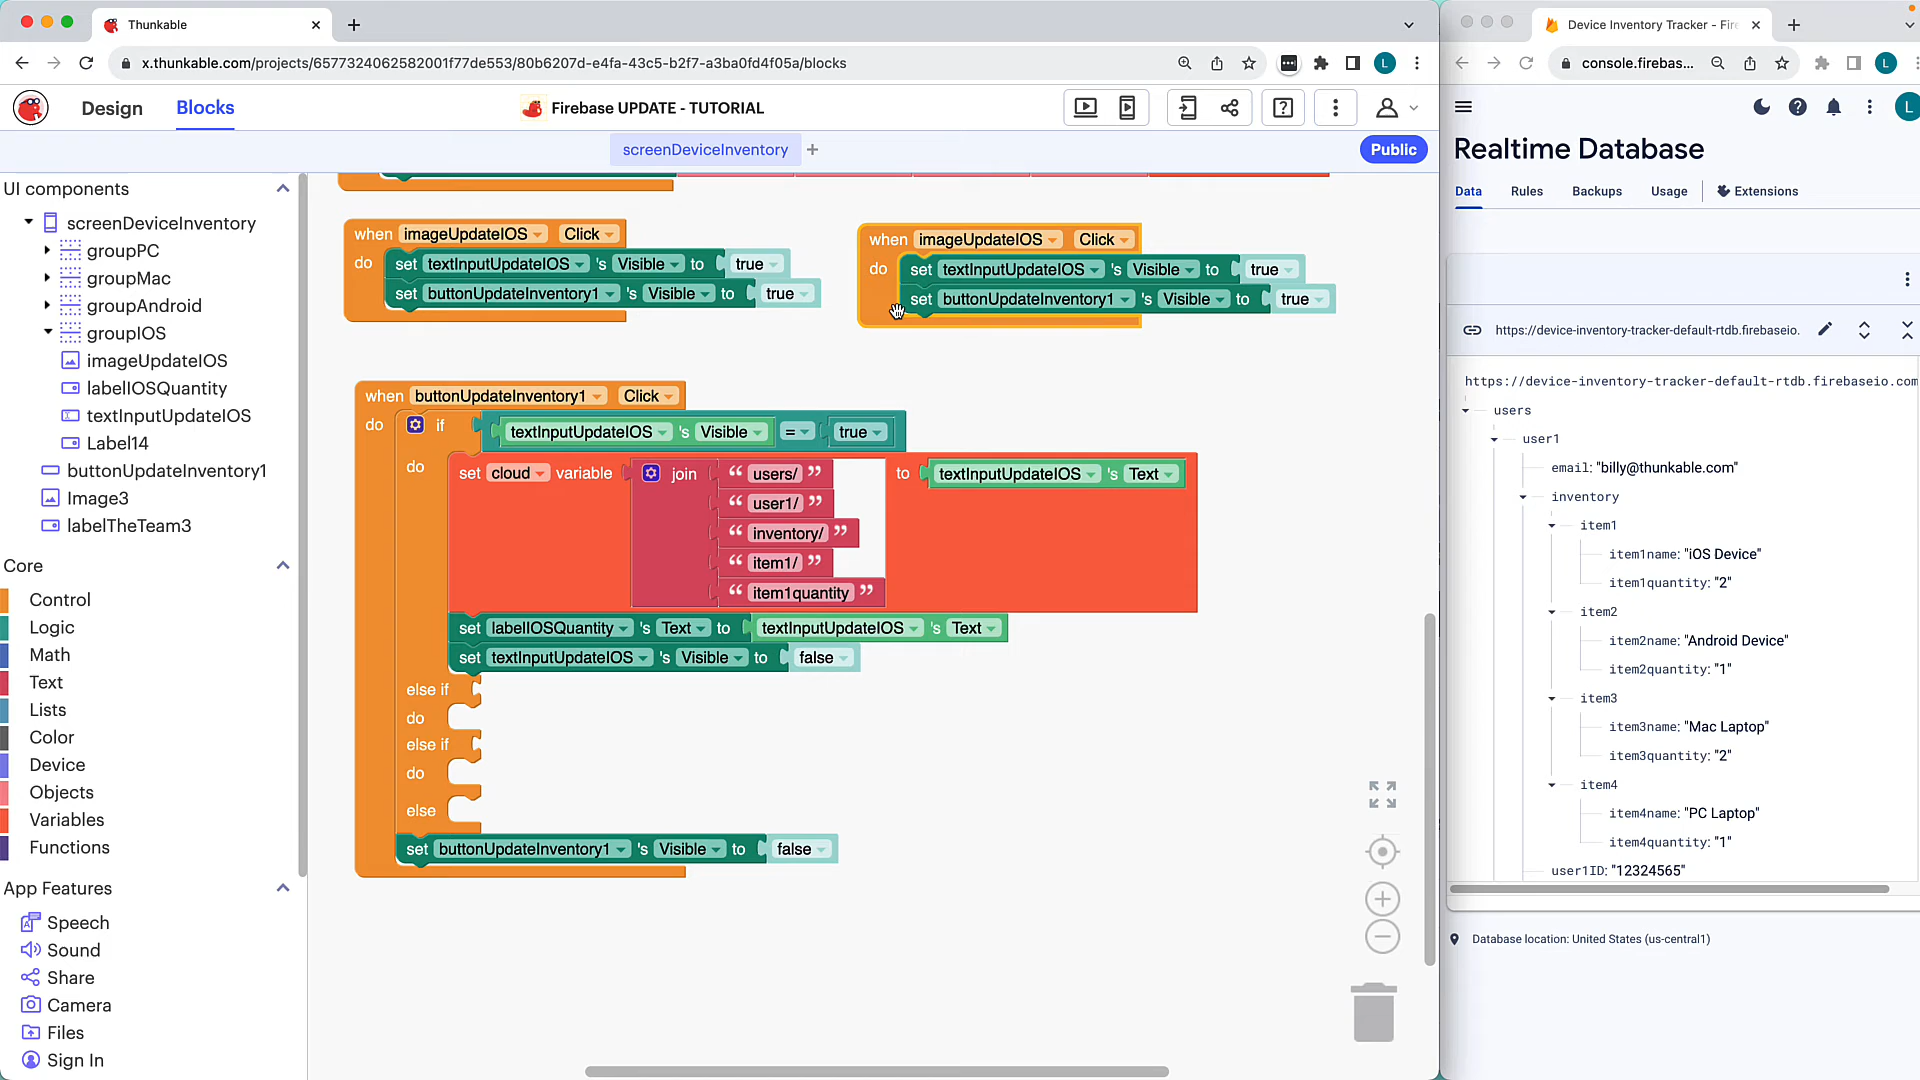 Thunkable
x.thunkable.com/projects/6577324062582001f77de553/80b6207d-e4fa-43c5-b2f7-a3ba0fd4f05a/blocks
L
Design
Blocks
Firebase UPDATE - TUTORIAL
screenDeviceInventory
Public
UI components
screenDeviceInventory
groupPC
groupMac
groupAndroid
groupIOS
imageUpdateIOS
labelIOSQuantity
textInputUpdateIOS
Label14
buttonUpdateInventory1
Image3
labelTheTeam3
Core
Control
Logic
Math
Text
Lists
Color
Device
Objects
Variables
Functions
App Features
Speech
Sound
Share
Camera
Files
Sign In
when imageUpdateIOS Click
do set textInputUpdateIOS 's Visible to true
set buttonUpdateInventory1 's Visible to true
when imageUpdateIOS Click
do set textInputUpdateIOS 's Visible to true
set buttonUpdateInventory1 's Visible to true
when buttonUpdateInventory1 Click
do if textInputUpdateIOS 's Visible = true
do set cloud variable join “ users/ ” to textInputUpdateIOS 's Text
“ user1/ ”
“ inventory/ ”
“ item1/ ”
“ item1quantity ”
set labelIOSQuantity 's Text to textInputUpdateIOS 's Text
set textInputUpdateIOS 's Visible to false
else if
do
else if
do
else
set buttonUpdateInventory1 's Visible to false
Device Inventory Tracker - Fire
console.firebas...
L
L
Realtime Database
Data
Rules
Backups
Usage
Extensions
https://device-inventory-tracker-default-rtdb.firebaseio.
https://device-inventory-tracker-default-rtdb.firebaseio.com
users
user1
email: "billy@thunkable.com"
inventory
item1
item1name: "iOS Device"
item1quantity: "2"
item2
item2name: "Android Device"
item2quantity: "1"
item3
item3name: "Mac Laptop"
item3quantity: "2"
item4
item4name: "PC Laptop"
item4quantity: "1"
user1ID: "12324565"
Database location: United States (us-central1)